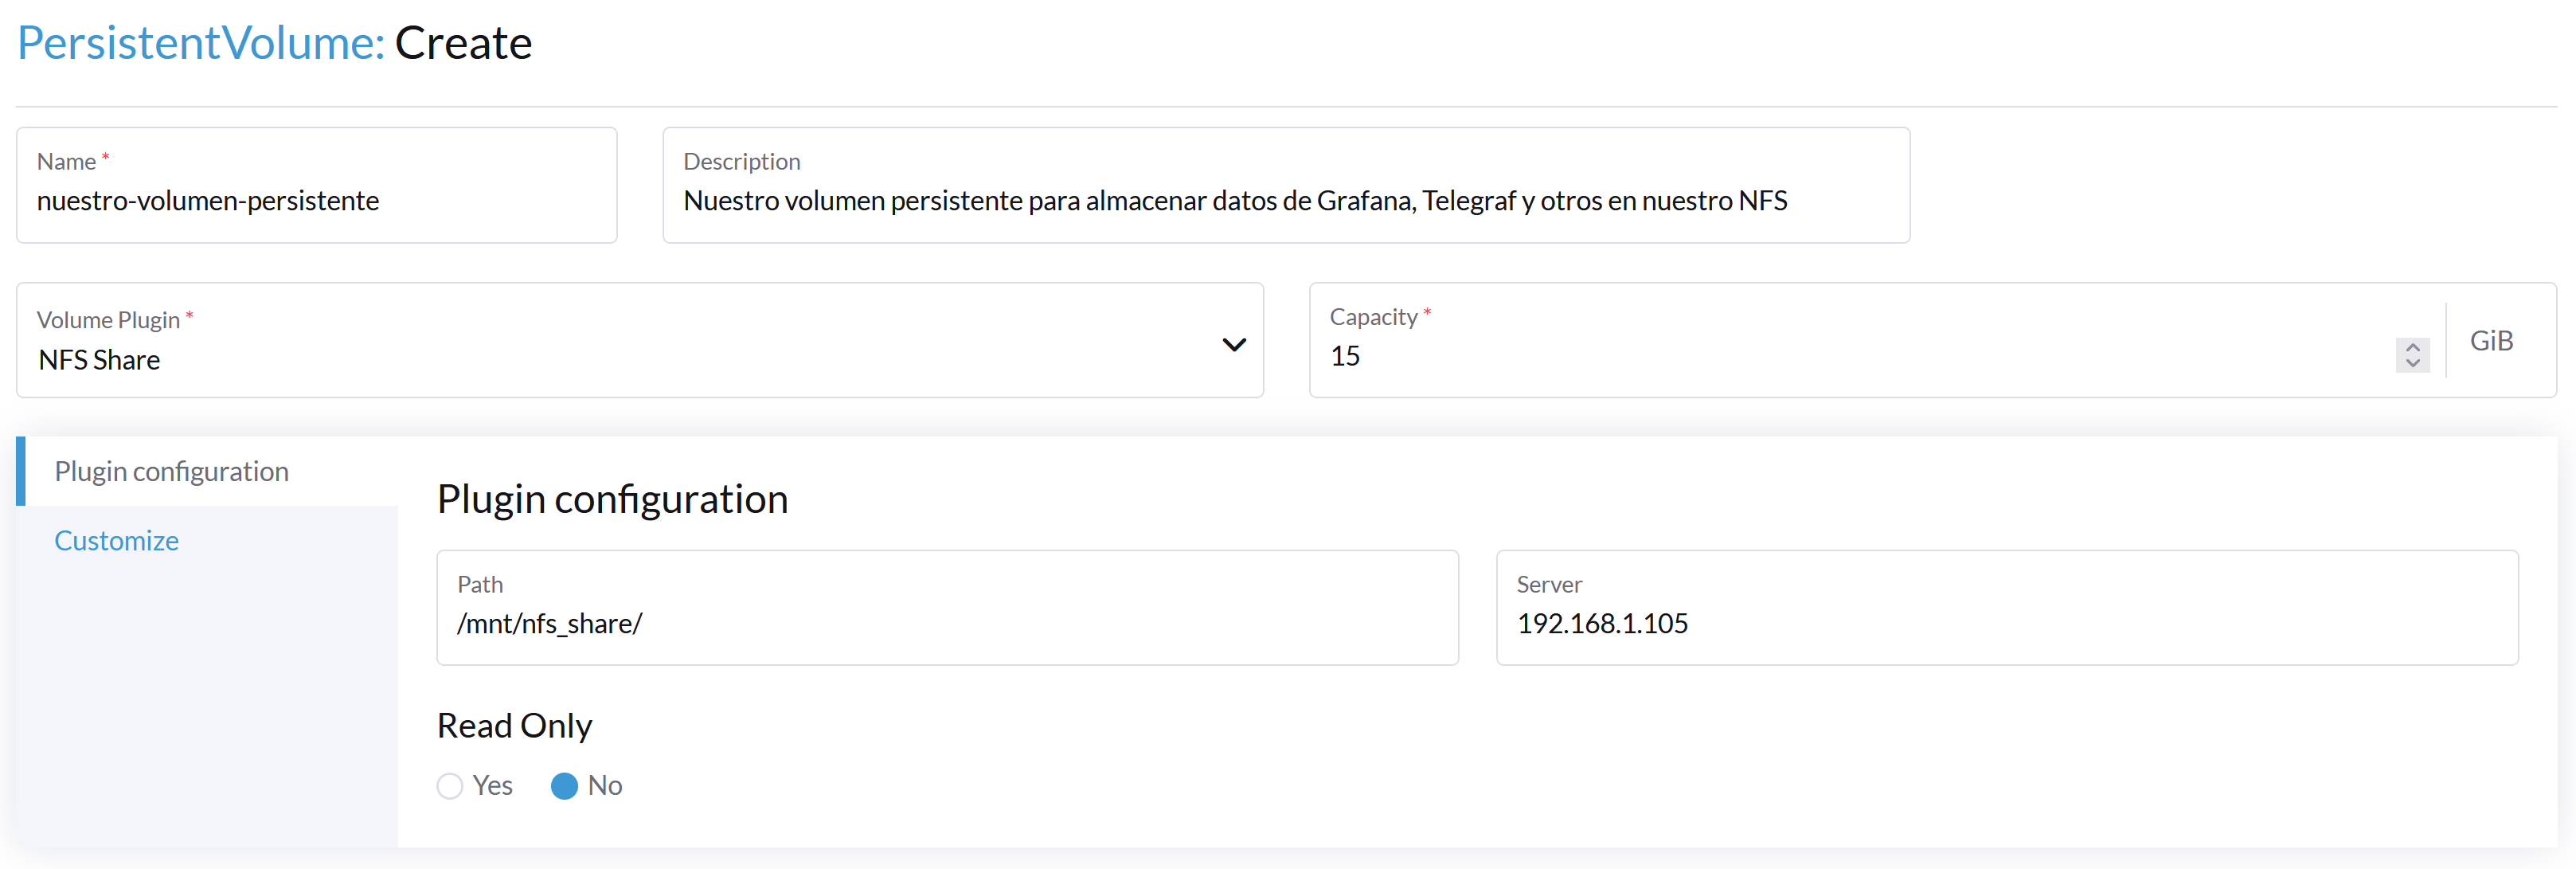 PersistentVolume: Create
Name *
nuestro-volumen-persistente
Description
Nuestro volumen persistente para almacenar datos de Grafana, Telegraf y otros en nuestro NFS
Volume Plugin *
NFS Share
Capacity *
15
GiB
Plugin configuration
Customize
Plugin configuration
Path
/mnt/nfs_share/
Server
192.168.1.105
Read Only
Yes
No